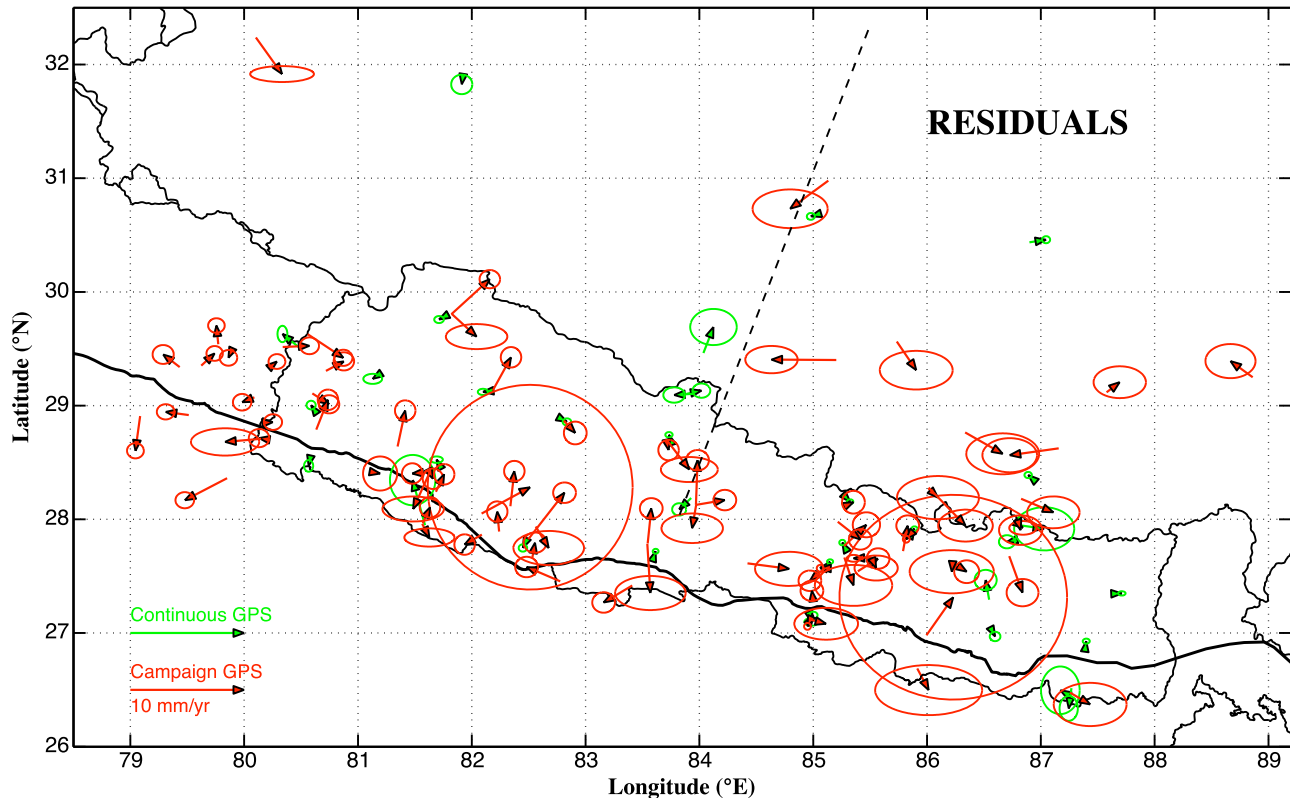 RESIDUALS
Latitude (°N)
32
31
30
29
28
27
26
Continuous GPS
Campaign GPS
10 mm/yr
79 80 81 82 83 84 85 86 87 88 89
Longitude (°E)